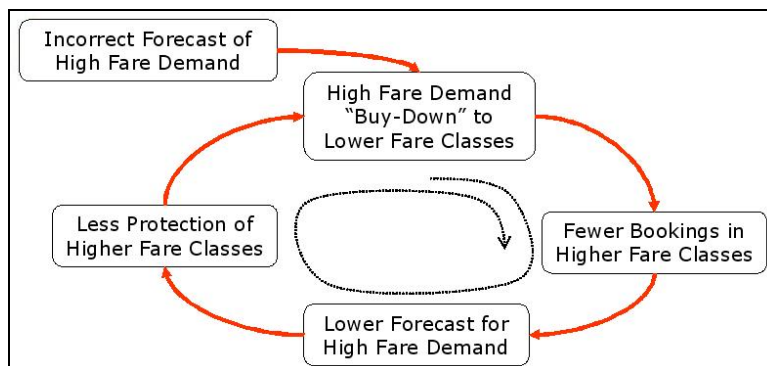 Incorrect Forecast of
High Fare Demand
High Fare Demand
“Buy-Down” to
Lower Fare Classes
Less Protection of
Higher Fare Classes
Fewer Bookings in
Higher Fare Classes
Lower Forecast for
High Fare Demand